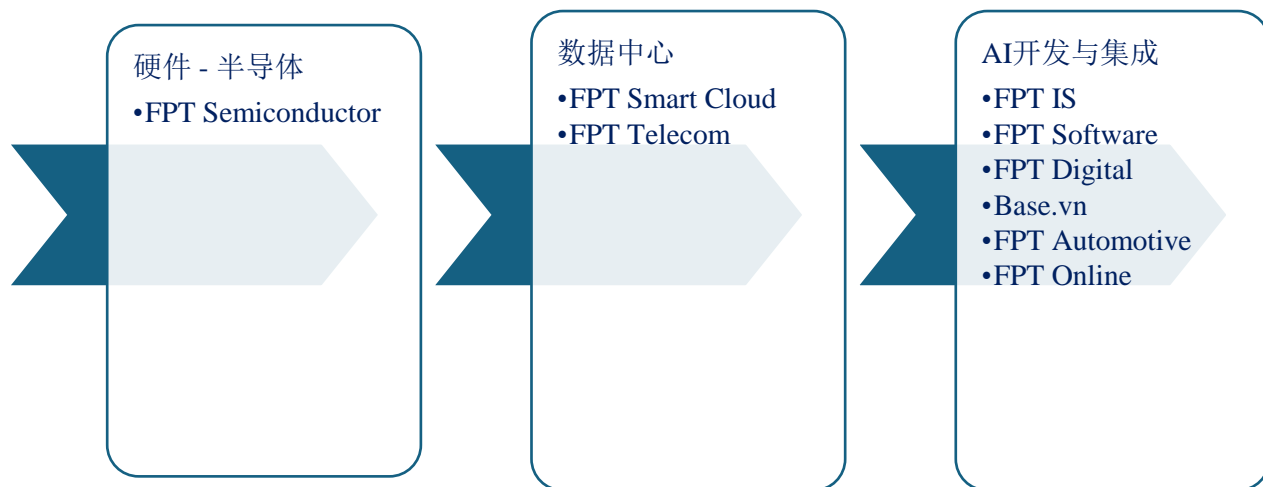 硬件 - 半导体
•FPT Semiconductor
数据中心
•FPT Smart Cloud
•FPT Telecom
AI开发与集成
•FPT IS
•FPT Software
•FPT Digital
•Base.vn
•FPT Automotive
•FPT Online